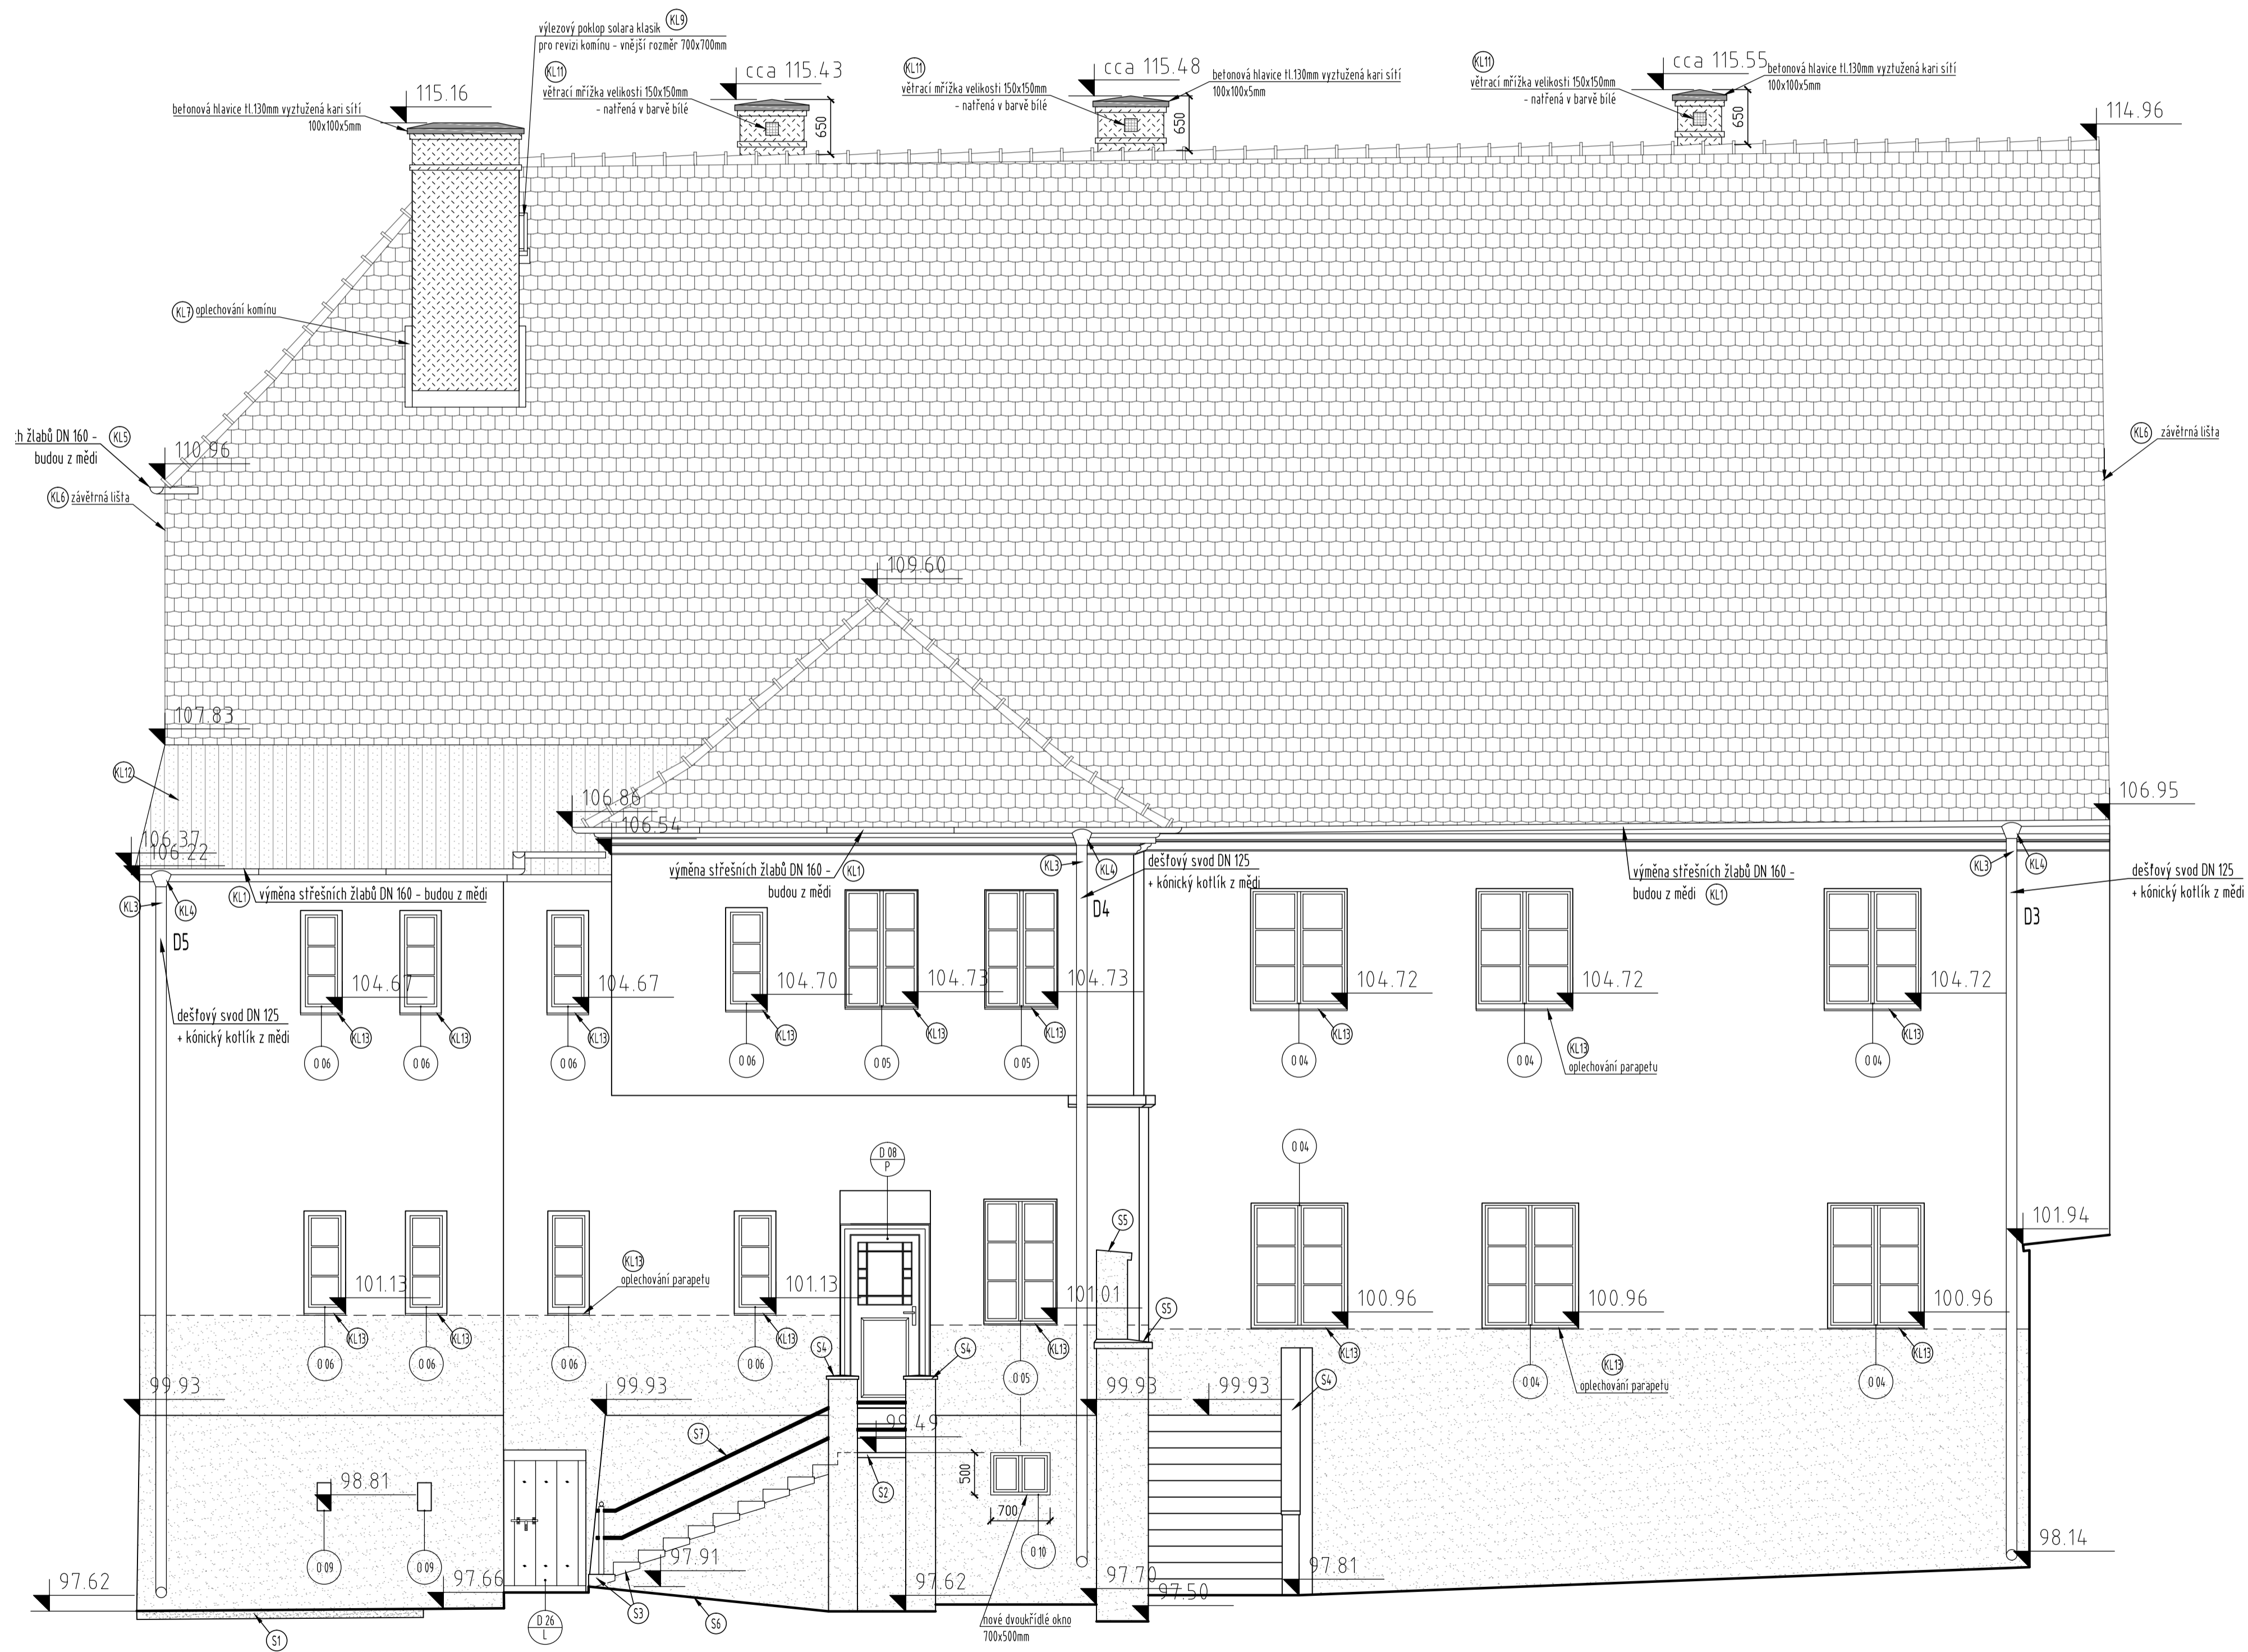 výlezový poklop solara klasik KL9
pro revizi komínu - vnější rozměr 700x700mm
KL11
větrací mřížka velikosti 150x150mm
- natřená v barvě bílé
cca 115.43
650
KL11
větrací mřížka velikosti 150x150mm
- natřená v barvě bílé
cca 115.48
betonová hlavice tl.130mm vyztužená kari sítí
100x100x5mm
650
KL11
větrací mřížka velikosti 150x150mm
- natřená v barvě bílé
cca 115.55
betonová hlavice tl.130mm vyztužená kari sítí
100x100x5mm
650
115.16
betonová hlavice tl.130mm vyztužená kari sítí
100x100x5mm
114.96
KL7 oplechování komínu
žlabů DN 160 - KL5
budou z mědi
110.96
KL6 závětrná lišta
KL6 závětrná lišta
109.60
107.83
KL12
106.86
106.54
106.95
106.37
106.22
KL3
KL4
KL1 výměna střešních žlabů DN 160 - budou z mědi
výměna střešních žlabů DN 160 - KL1
budou z mědi
KL3
KL4
dešťový svod DN 125
+ kónický kotlík z mědi
výměna střešních žlabů DN 160 -
budou z mědi KL1
KL3
KL4
dešťový svod DN 125
+ kónický kotlík z mědi
D5
D4
D3
dešťový svod DN 125
+ kónický kotlík z mědi
104.67
104.67
104.70
104.73
104.73
104.72
104.72
104.72
KL13
KL13
KL13
KL13
KL13
KL13
KL13
KL13
oplechování parapetu
KL13
O 06
O 06
O 06
O 06
O 05
O 05
O 04
O 04
O 04
D 08
P
O 04
S5
101.94
KL13
oplechování parapetu
101.13
101.13
101.01
S5
100.96
100.96
100.96
KL13
KL13
KL13
S4
S4
KL13
KL13
KL13
oplechování parapetu
KL13
O 06
O 06
O 06
O 06
O 05
S4
O 04
O 04
99.93
99.93
99.93
99.93
99.49
S7
S2
500
700
98.81
O 09
O 09
O 10
97.91
98.14
97.62
97.66
97.62
97.70
97.50
97.81
S1
D 26
L
S3
S6
nové dvoukřídlé okno
700x500mm